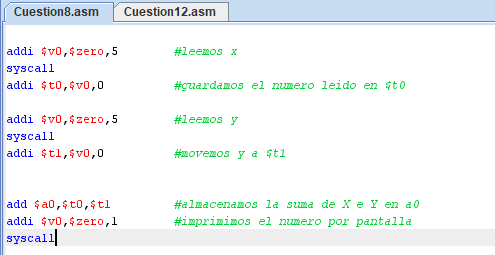 Cuestion8.asm Cuestion12.asm
addi $v0,$zero,5 #leemos x
syscall
addi $t0,$v0,0 #guardamos el numero leido en $t0
addi $v0,$zero,5 #leemos y
syscall
addi $t1,$v0,0 #movemos y a $t1
add $a0,$t0,$t1 #almacenamos la suma de X e Y en a0
addi $v0,$zero,1 #imprimimos el numero por pantalla
syscall